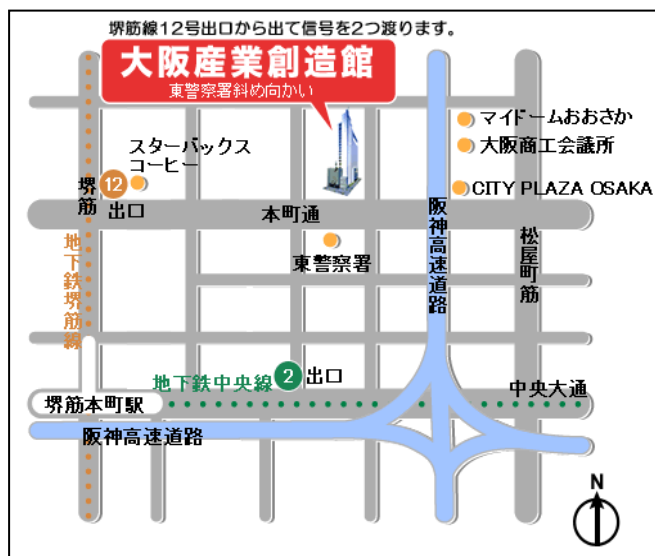 堺筋線12号出口から出て信号を2つ渡ります。
大阪産業創造館
東警察署斜め向かい
マイドームおおさか
大阪商工会議所
スターバックス
コーヒー
堺筋
12
出口
CITY PLAZA OSAKA
本町通
阪神高速道路
松屋町筋
東警察署
地下鉄堺筋線
地下鉄中央線
2
出口
中央大通
堺筋本町駅
阪神高速道路
N